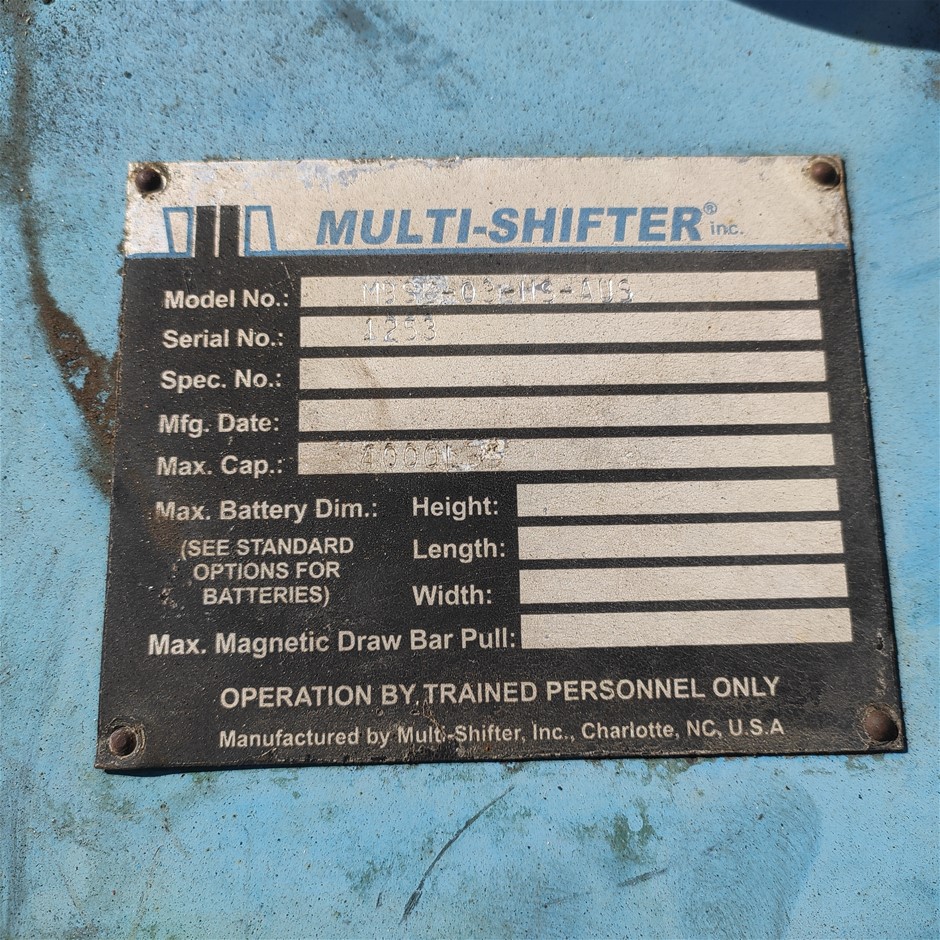 MULTI-SHIFTER® inc.
Model No.:
Serial No.: 1253
Spec. No.:
Mfg. Date:
Max. Cap.:
Max. Battery Dim.: Height:
(SEE STANDARD OPTIONS FOR BATTERIES)
Length:
Width:
Max. Magnetic Draw Bar Pull:
OPERATION BY TRAINED PERSONNEL ONLY
Manufactured by Multi-Shifter, Inc., Charlotte, NC, U.S.A